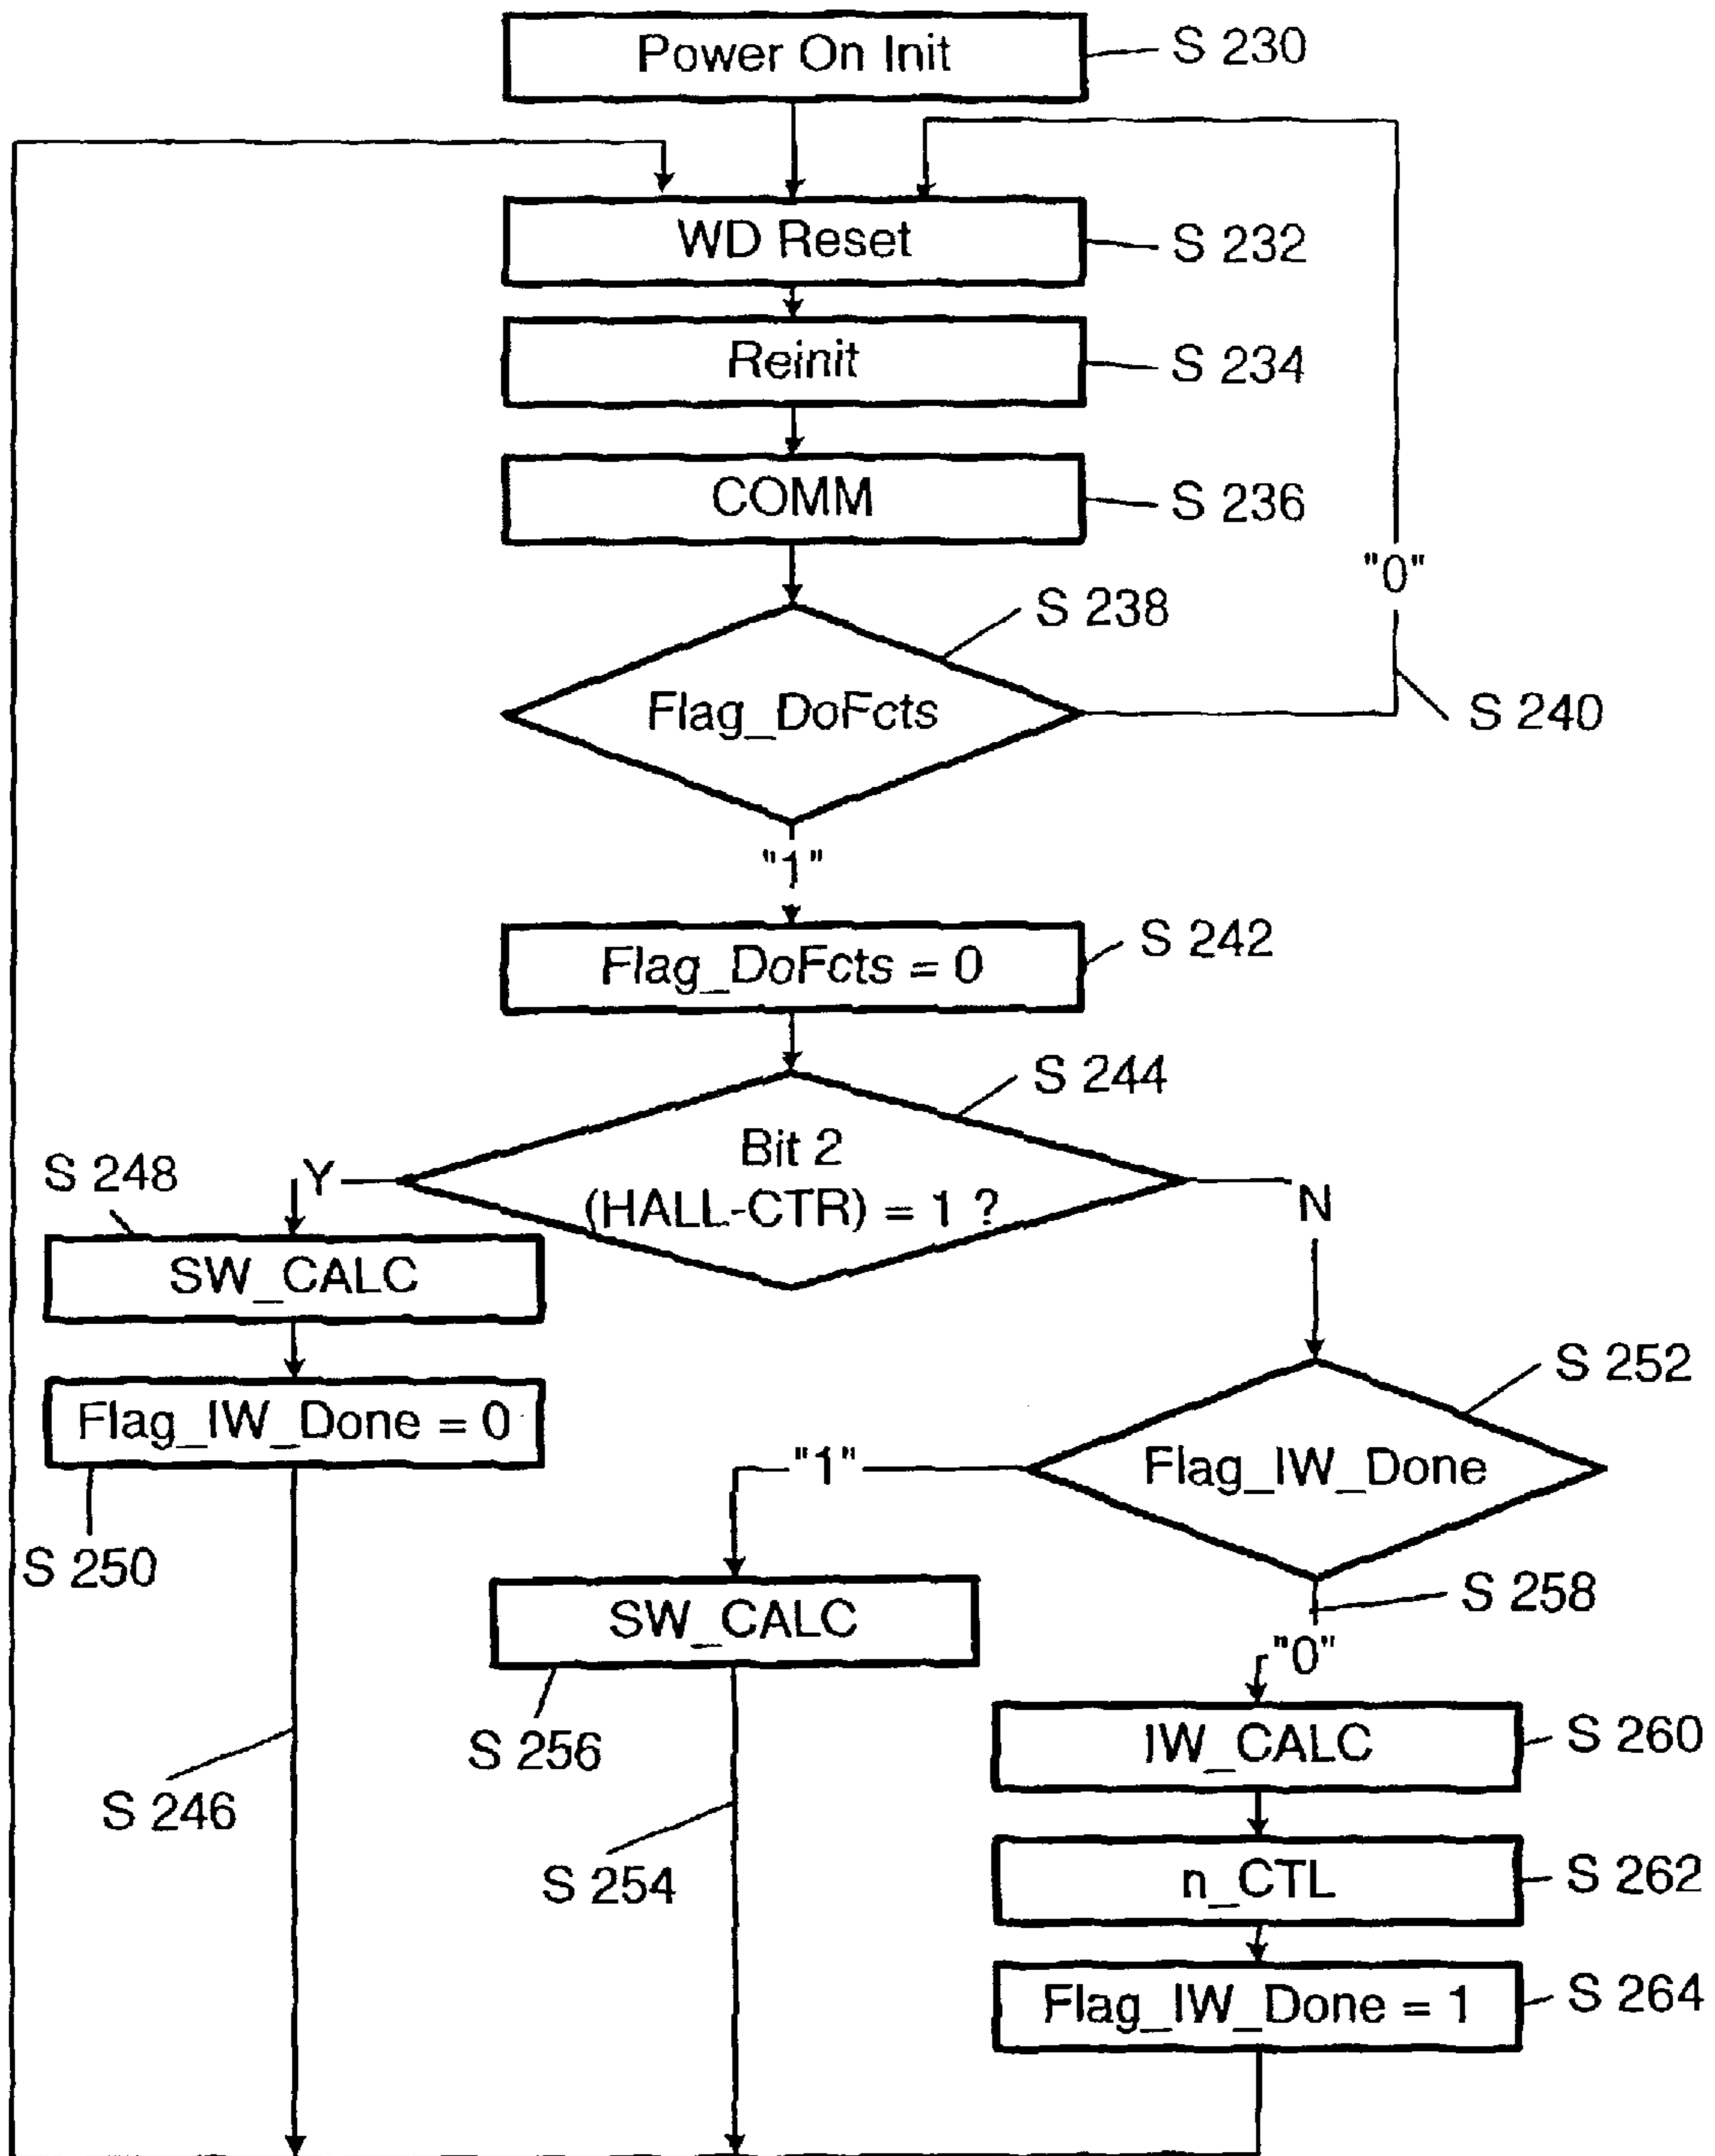 Power On Init
S 230
WD Reset
S 232
Reinit
S 234
COMM
S 236
"0"
S 238
Flag_DoFcts
S 240
"1"
Flag_DoFcts = 0
S 242
S 244
Bit 2
(HALL-CTR) = 1 ?
Y
N
S 248
SW_CALC
Flag_IW_Done = 0
S 250
S 252
Flag_IW_Done
"1"
S 258
"0"
SW_CALC
S 256
IW_CALC
S 260
S 246
S 254
n_CTL
S 262
Flag_IW_Done = 1
S 264